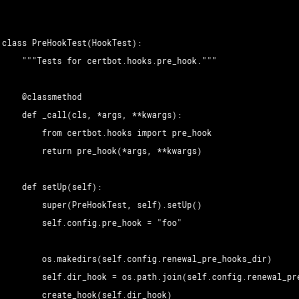 class PreHookTest(HookTest):
    """Tests for certbot.hooks.pre_hook."""

    @classmethod
    def _call(cls, *args, **kwargs):
        from certbot.hooks import pre_hook
        return pre_hook(*args, **kwargs)

    def setUp(self):
        super(PreHookTest, self).setUp()
        self.config.pre_hook = "foo"

        os.makedirs(self.config.renewal_pre_hooks_dir)
        self.dir_hook = os.path.join(self.config.renewal_pre
        create_hook(self.dir_hook)